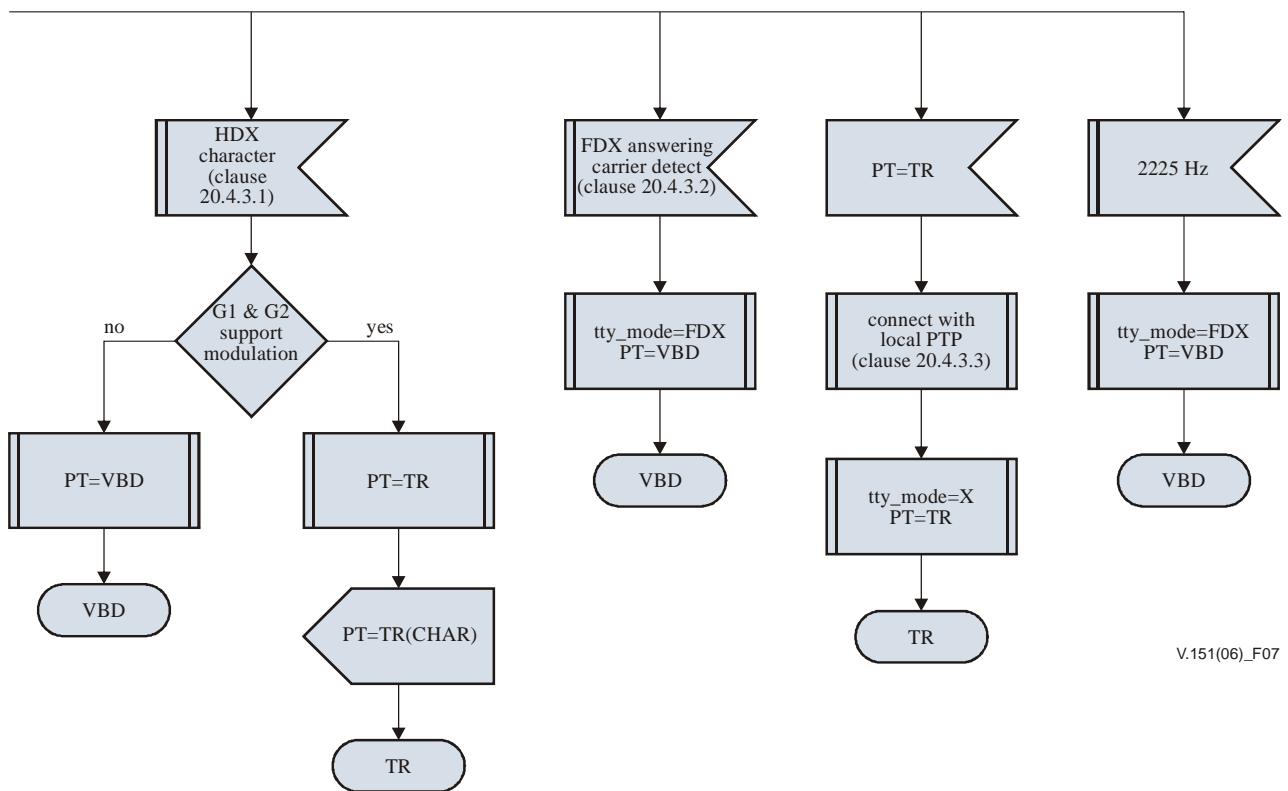 HDX
character
(clause
20.4.3.1)
G1 & G2
support
modulation
no
yes
PT=VBD
VBD
PT=TR
PT=TR(CHAR)
TR
FDX answering
carrier detect
(clause 20.4.3.2)
tty_mode=FDX
PT=VBD
VBD
PT=TR
connect with
local PTP
(clause 20.4.3.3)
tty_mode=X
PT=TR
TR
2225 Hz
tty_mode=FDX
PT=VBD
VBD
V.151(06)_F07